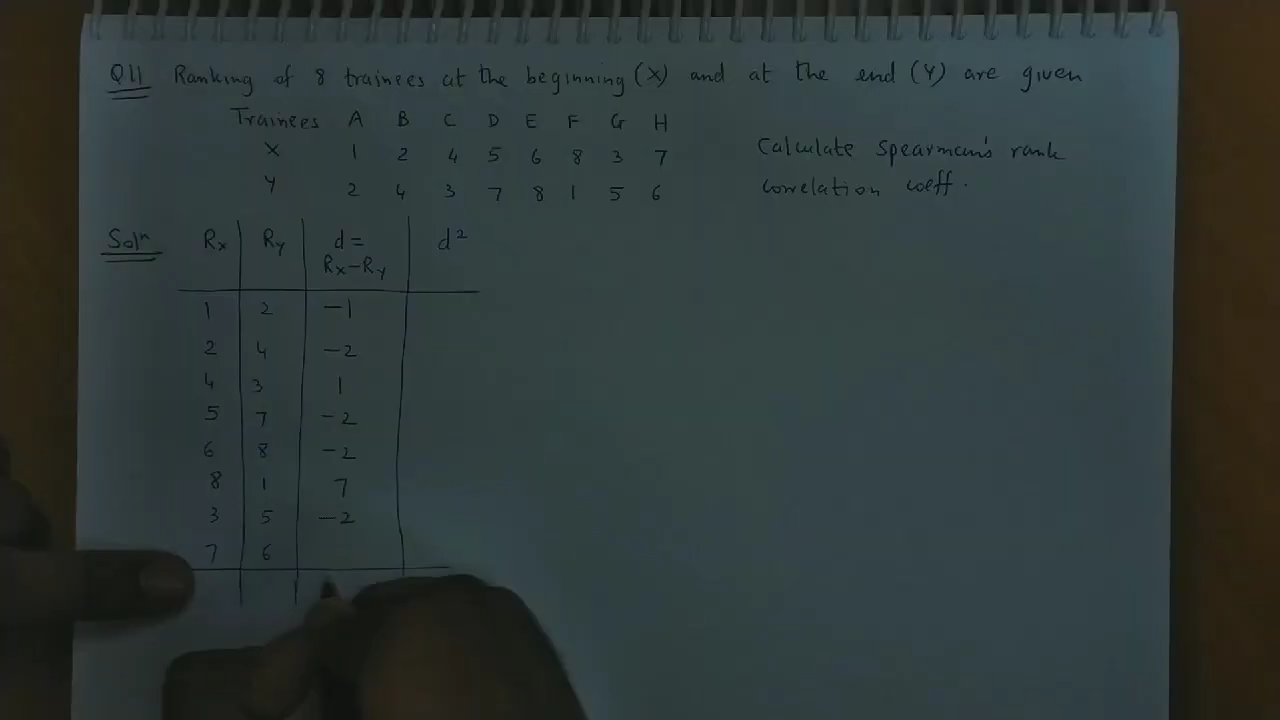 Q11 Ranking of 8 trainees at the beginning (X) and at the end (Y) are given
Trainees A B C D E F G H
X 1 2 4 5 6 8 3 7
Y 2 4 3 7 8 1 5 6
Calculate Spearman's rank
correlation coeff.
Solⁿ Rx Ry d = d²
Rx-Ry
1 2 -1
2 4 -2
4 3 1
5 7 -2
6 8 -2
8 1 7
3 5 -2
7 6